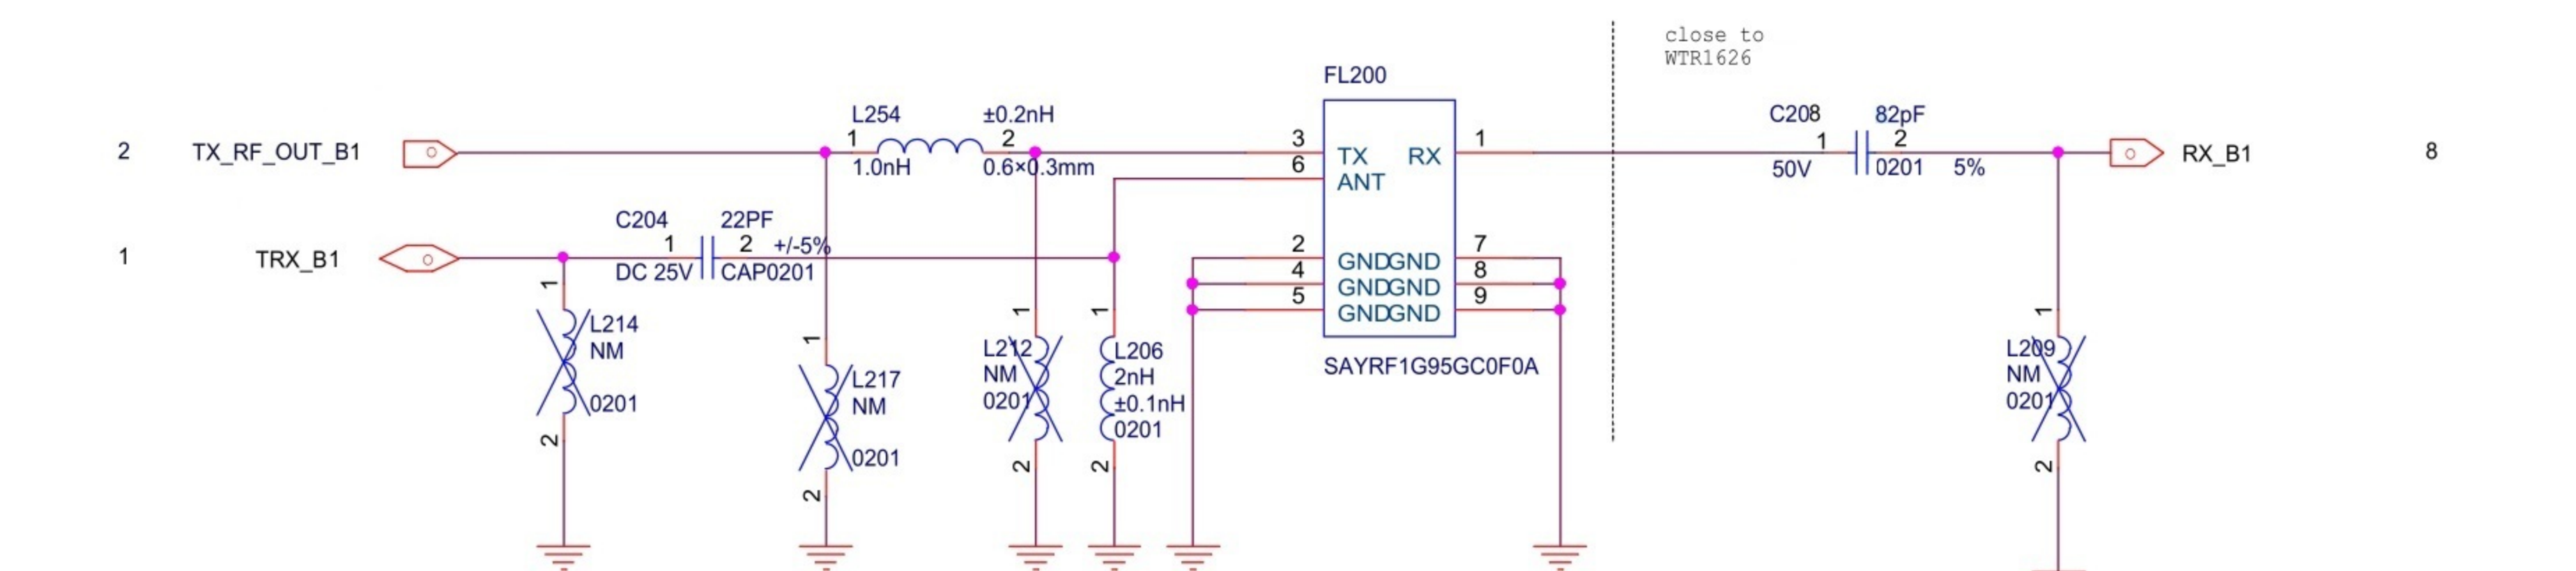 close to
WTR1626
FL200
L254
±0.2nH
C208
82pF
2
TX_RF_OUT_B1
1
2
1.0nH
0.6×0.3mm
3
6
TX
RX
ANT
1
1
2
50V
0201
5%
RX_B1
8
C204
22PF
1
TRX_B1
1
2
+/-5%
DC 25V
CAP0201
2
4
5
GNDGND
GNDGND
GNDGND
7
8
9
SAYRF1G95GC0F0A
1
L214
NM
0201
2
1
L217
NM
0201
2
1
L212
NM
0201
2
1
L206
2nH
±0.1nH
0201
2
1
L209
NM
0201
2